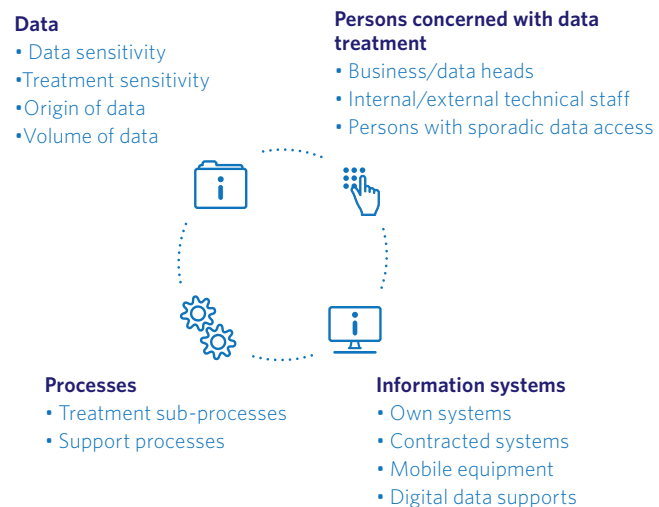 Data
• Data sensitivity
•Treatment sensitivity
•Origin of data
•Volume of data
Persons concerned with data
treatment
• Business/data heads
• Internal/external technical staff
• Persons with sporadic data access
Processes
• Treatment sub-processes
• Support processes
Information systems
• Own systems
• Contracted systems
• Mobile equipment
• Digital data supports